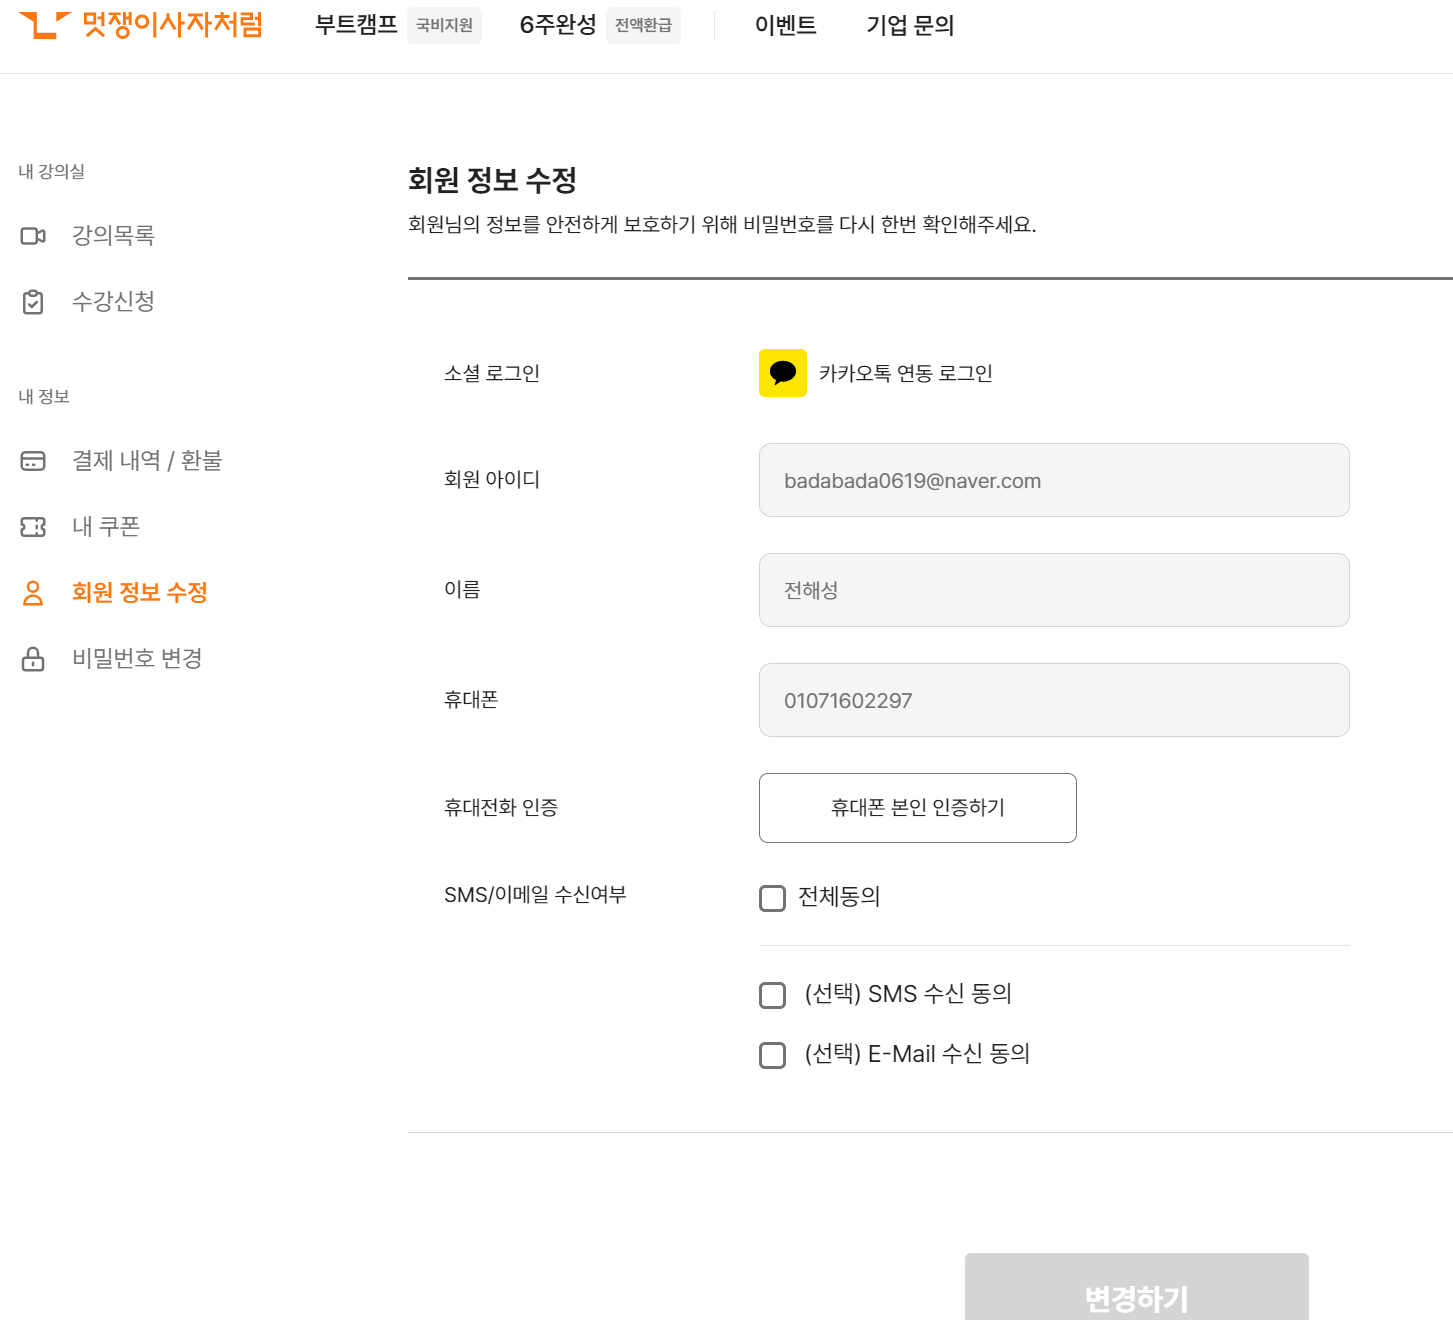 멋쟁이사자처럼 부트캠프 국비지원 6주완성 전액환급 이벤트 기업 문의
내 강의실
강의목록
수강신청
내 정보
결제 내역 / 환불
내 쿠폰
회원 정보 수정
비밀번호 변경
회원 정보 수정
회원님의 정보를 안전하게 보호하기 위해 비밀번호를 다시 한번 확인해주세요.
소셜 로그인 카카오톡 연동 로그인
회원 아이디 badabada0619@naver.com
이름 전해성
휴대폰 01071602297
휴대전화 인증 휴대폰 본인 인증하기
SMS/이메일 수신여부 전체동의
(선택) SMS 수신 동의
(선택) E-Mail 수신 동의
변경하기